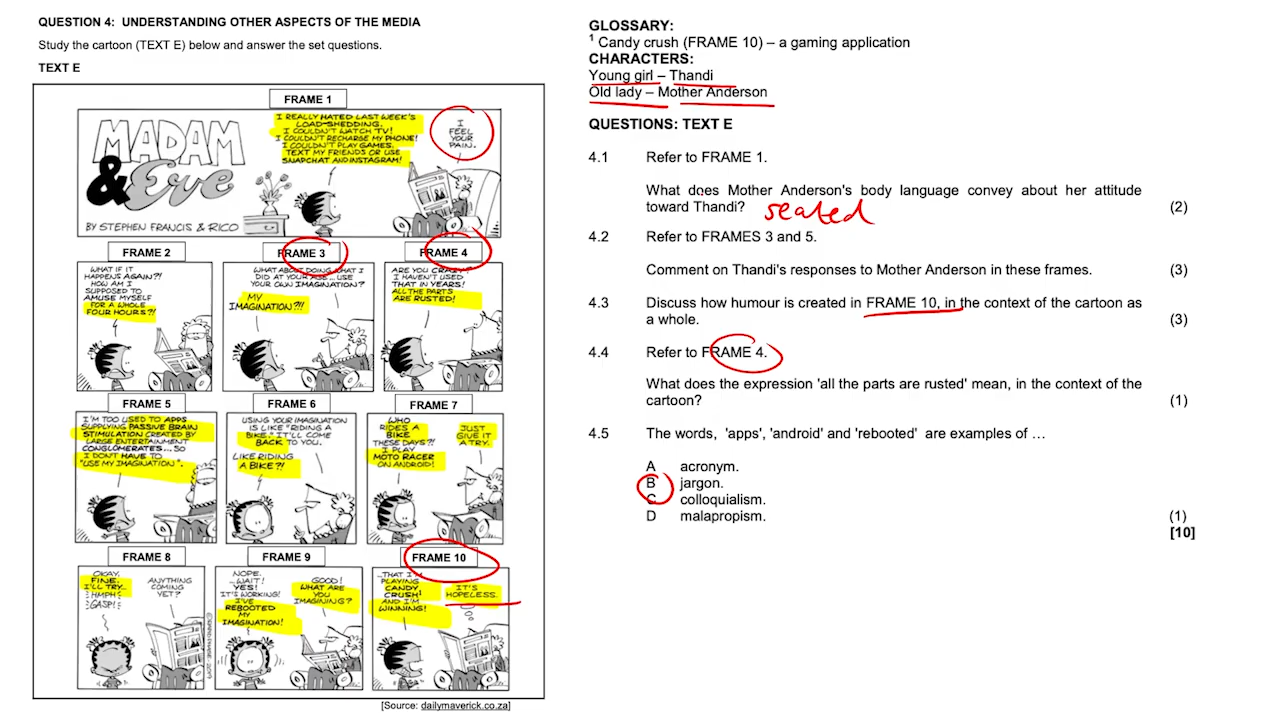 QUESTION 4: UNDERSTANDING OTHER ASPECTS OF THE MEDIA
Study the cartoon (TEXT E) below and answer the set questions.
TEXT E
FRAME 1
MADAM
& Eve
BY STEPHEN FRANCIS & RICO
I REALLY HATED LAST WEEK'S
LOAD-SHEDDING.
I COULDN'T WATCH TV!
I COULDN'T RECHARGE MY PHONE!
I COULDN'T PLAY GAMES,
TEXT MY FRIENDS OR USE
SNAPCHAT AND INSTAGRAM!
I
FEEL
YOUR
PAIN.
FRAME 2
WHAT IF IT
HAPPENS AGAIN?!
HOW AM I
SUPPOSED TO
AMUSE MYSELF
FOR A WHOLE
FOUR HOURS?!
FRAME 3
WHAT ABOUT DOING WHAT I
DID AT YOUR AGE... USE
YOUR OWN IMAGINATION?
MY
IMAGINATION?!!
FRAME 4
ARE YOU CRAZY?
I HAVEN'T USED
THAT IN YEARS!
ALL THE PARTS
ARE RUSTED!
FRAME 5
I'M TOO USED TO APPS
SUPPLYING PASSIVE BRAIN
STIMULATION CREATED BY
LARGE ENTERTAINMENT
CONGLOMERATES... SO
I DON'T HAVE TO
"USE MY IMAGINATION".
FRAME 6
USING YOUR IMAGINATION
IS LIKE "RIDING A
BIKE." IT'LL COME
BACK TO YOU.
LIKE RIDING
A BIKE?!
FRAME 7
WHO
RIDES A
BIKE
THESE DAYS?!
I PLAY
MOTO RACER
ON ANDROID!
JUST
GIVE IT
A TRY.
FRAME 8
OKAY.
FINE.
I'LL TRY...
HMPH!
GASP!
ANYTHING
COMING
YET?
FRAME 9
NOPE.
...WAIT!
YES!
IT'S WORKING!
I'VE
REBOOTED
MY
IMAGINATION!
GOOD!
WHAT ARE
YOU
IMAGINING?
FRAME 10
...THAT I'M
PLAYING
CANDY
CRUSH¹
AND I'M
WINNING!
IT'S
HOPELESS.
[Source: dailymaverick.co.za]
GLOSSARY:
¹ Candy crush (FRAME 10) – a gaming application
CHARACTERS:
Young girl – Thandi
Old lady – Mother Anderson
QUESTIONS: TEXT E
4.1 Refer to FRAME 1.
What does Mother Anderson's body language convey about her attitude
toward Thandi? seated (2)
4.2 Refer to FRAMES 3 and 5.
Comment on Thandi's responses to Mother Anderson in these frames. (3)
4.3 Discuss how humour is created in FRAME 10, in the context of the cartoon as
a whole. (3)
4.4 Refer to FRAME 4.
What does the expression 'all the parts are rusted' mean, in the context of the
cartoon? (1)
4.5 The words, 'apps', 'android' and 'rebooted' are examples of …
A acronym.
B jargon.
C colloquialism.
D malapropism. (1)
[10]